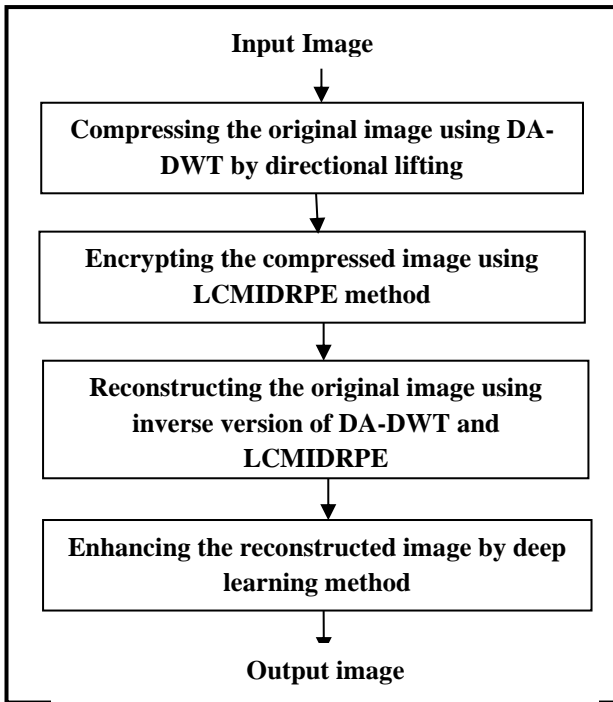 Input Image
Compressing the original image using DA-
DWT by directional lifting
Encrypting the compressed image using
LCMIDRPE method
Reconstructing the original image using
inverse version of DA-DWT and
LCMIDRPE
Enhancing the reconstructed image by deep
learning method
Output image